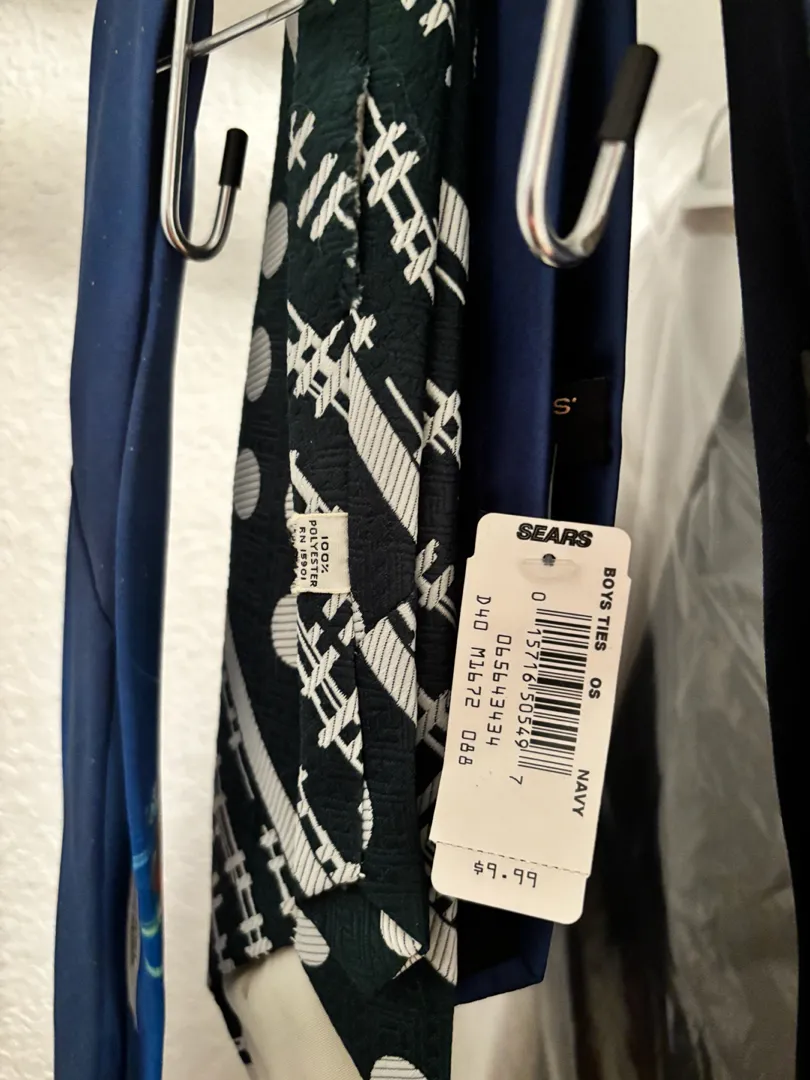 SEARS
BOYS TIES OS NAVY
0 15716 50549 7
065643434
D40 M1672 088
$9.99
100%
POLYESTER
RN 15901
S.